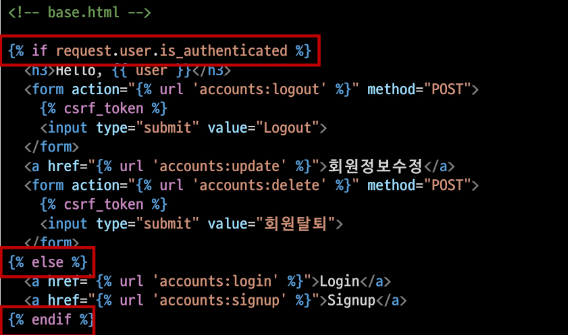 <!-- base.html -->
{% if request.user.is_authenticated %}
<h3>Hello, {{ user }}</h3>
<form action="{% url 'accounts:logout' %}" method="POST">
{% csrf_token %}
<input type="submit" value="Logout">
</form>
<a href="{% url 'accounts:update' %}">회원정보수정</a>
<form action="{% url 'accounts:delete' %}" method="POST">
{% csrf_token %}
<input type="submit" value="회원탈퇴">
</form>
{% else %}
<a href="{% url 'accounts:login' %}">Login</a>
<a href="{% url 'accounts:signup' %}">Signup</a>
{% endif %}